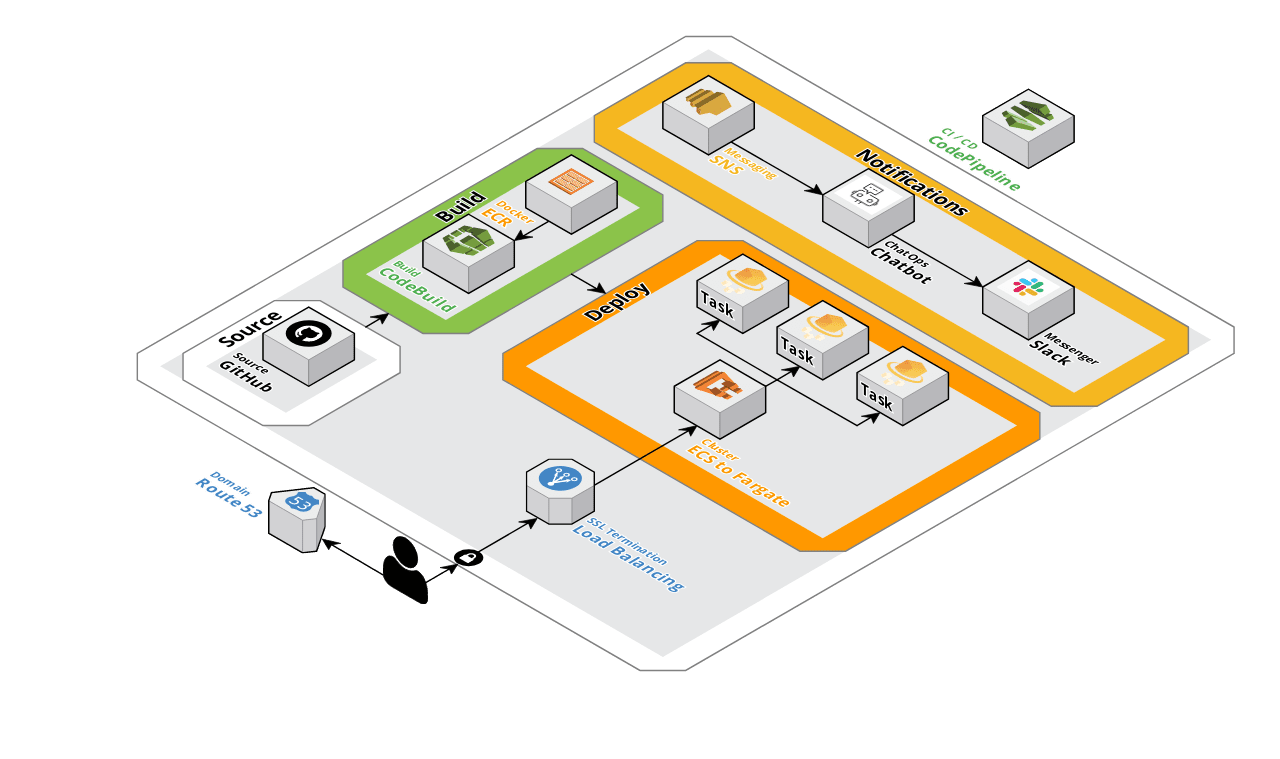 CI / CD
CodePipeline
Notifications
Messaging
SNS
ChatOps
Chatbot
Messenger
Slack
Build
Docker
ECR
Build
CodeBuild
Source
Source
GitHub
Deploy
Task
Task
Task
Cluster
ECS to Fargate
SSL Termination
Load Balancing
Domain
Route 53
53